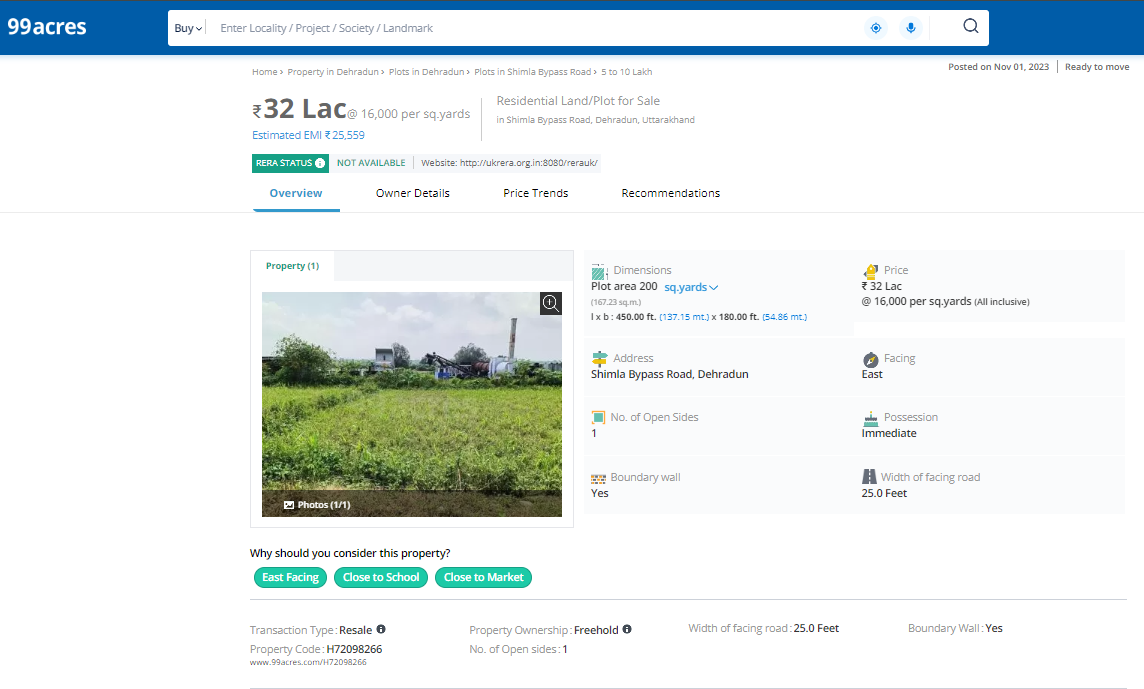 99acres
Buy
Enter Locality / Project / Society / Landmark
Home › Property in Dehradun › Plots in Dehradun › Plots in Shimla Bypass Road › 5 to 10 Lakh
Posted on Nov 01, 2023 | Ready to move
₹ 32 Lac @ 16,000 per sq.yards
Estimated EMI ₹ 25,559
Residential Land/Plot for Sale
in Shimla Bypass Road, Dehradun, Uttarakhand
RERA STATUS NOT AVAILABLE | Website: http://ukrera.org.in:8080/rerauk/
Overview Owner Details Price Trends Recommendations
Property (1)
Photos (1/1)
Dimensions
Plot area 200 sq.yards
(167.23 sq.m.)
l x b : 450.00 ft. (137.15 mt.) x 180.00 ft. (54.86 mt.)
Price
₹ 32 Lac
@ 16,000 per sq.yards (All inclusive)
Address
Shimla Bypass Road, Dehradun
Facing
East
No. of Open Sides
1
Possession
Immediate
Boundary wall
Yes
Width of facing road
25.0 Feet
Why should you consider this property?
East Facing Close to School Close to Market
Transaction Type : Resale
Property Ownership : Freehold
Width of facing road : 25.0 Feet
Boundary Wall : Yes
Property Code : H72098266
www.99acres.com/H72098266
No. of Open sides : 1